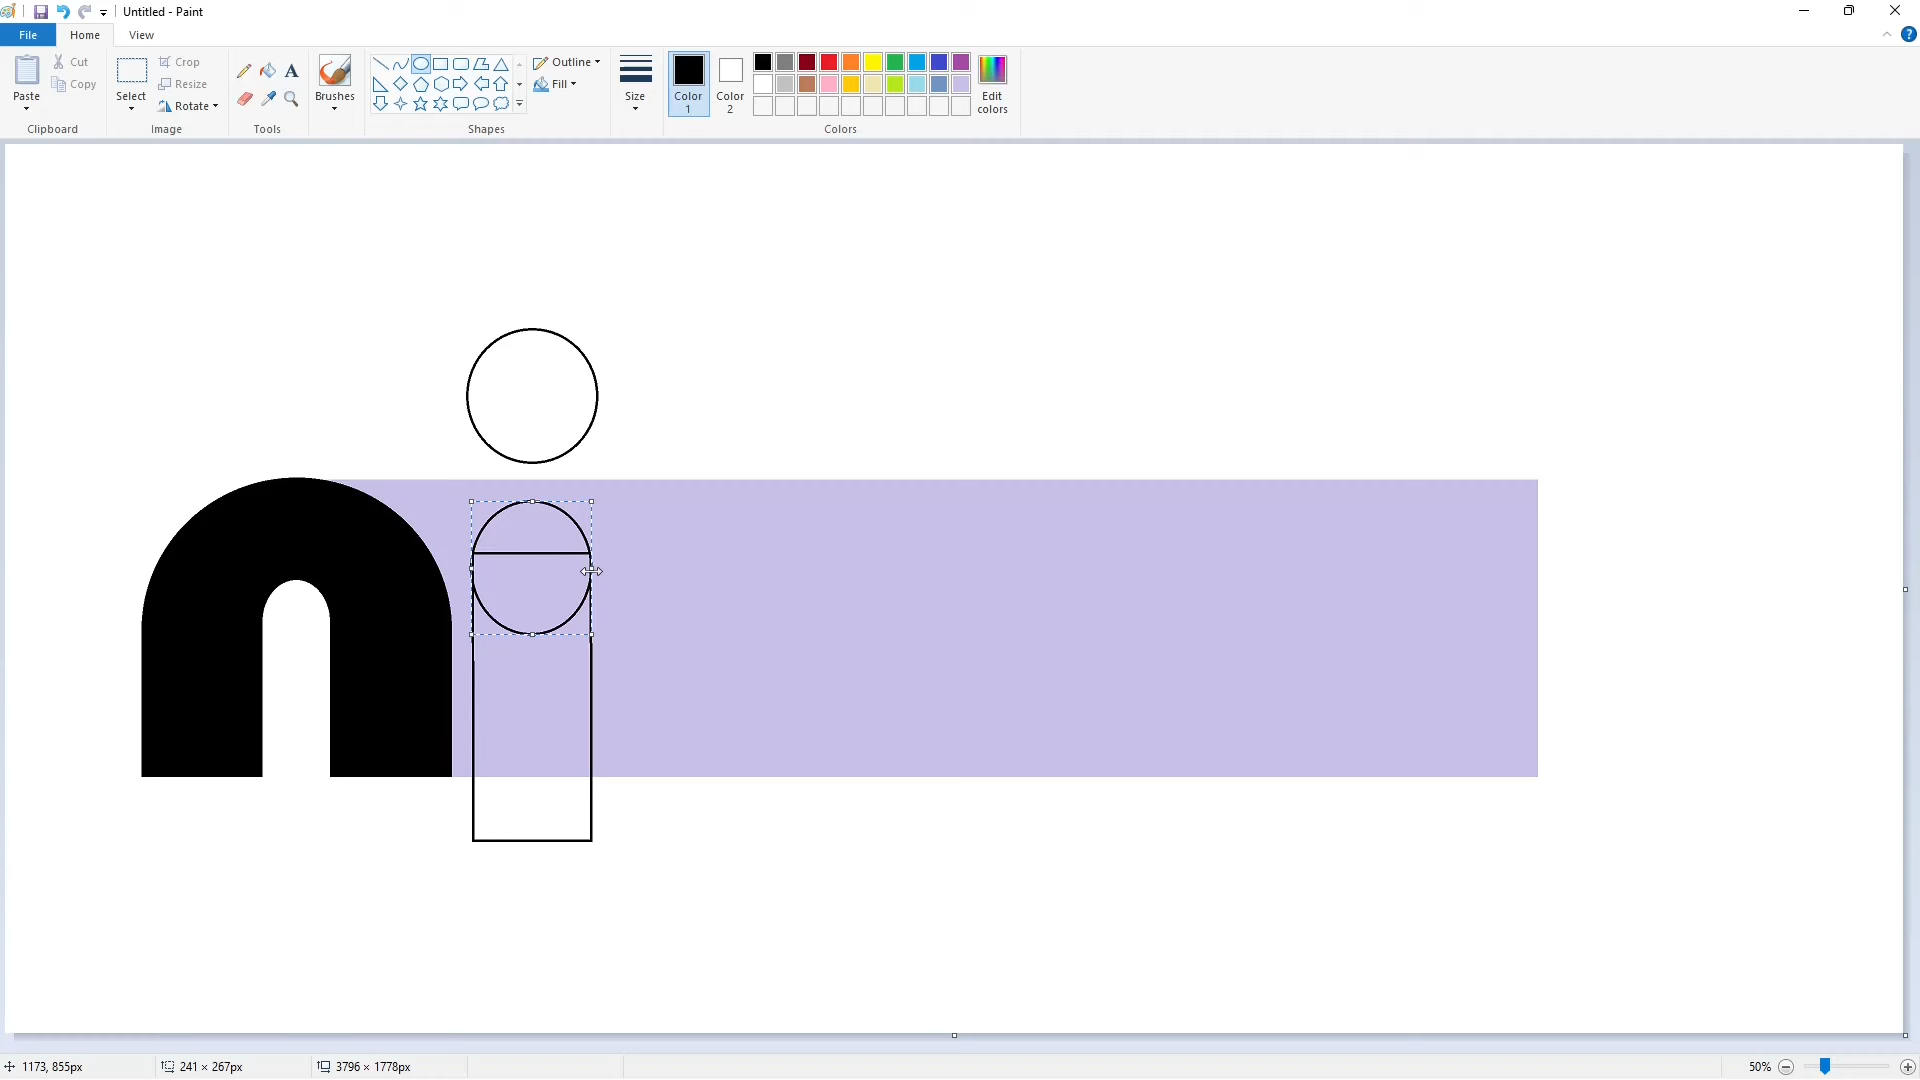 Untitled - Paint
File Home View
Paste Cut Copy
Clipboard
Select Crop Resize Rotate
Image
A
Tools
Brushes
Outline Fill
Shapes
Size
Color 1
Color 2
Edit colors
Colors
?
ni
1173, 855px 241 × 267px 3796 × 1778px 50%